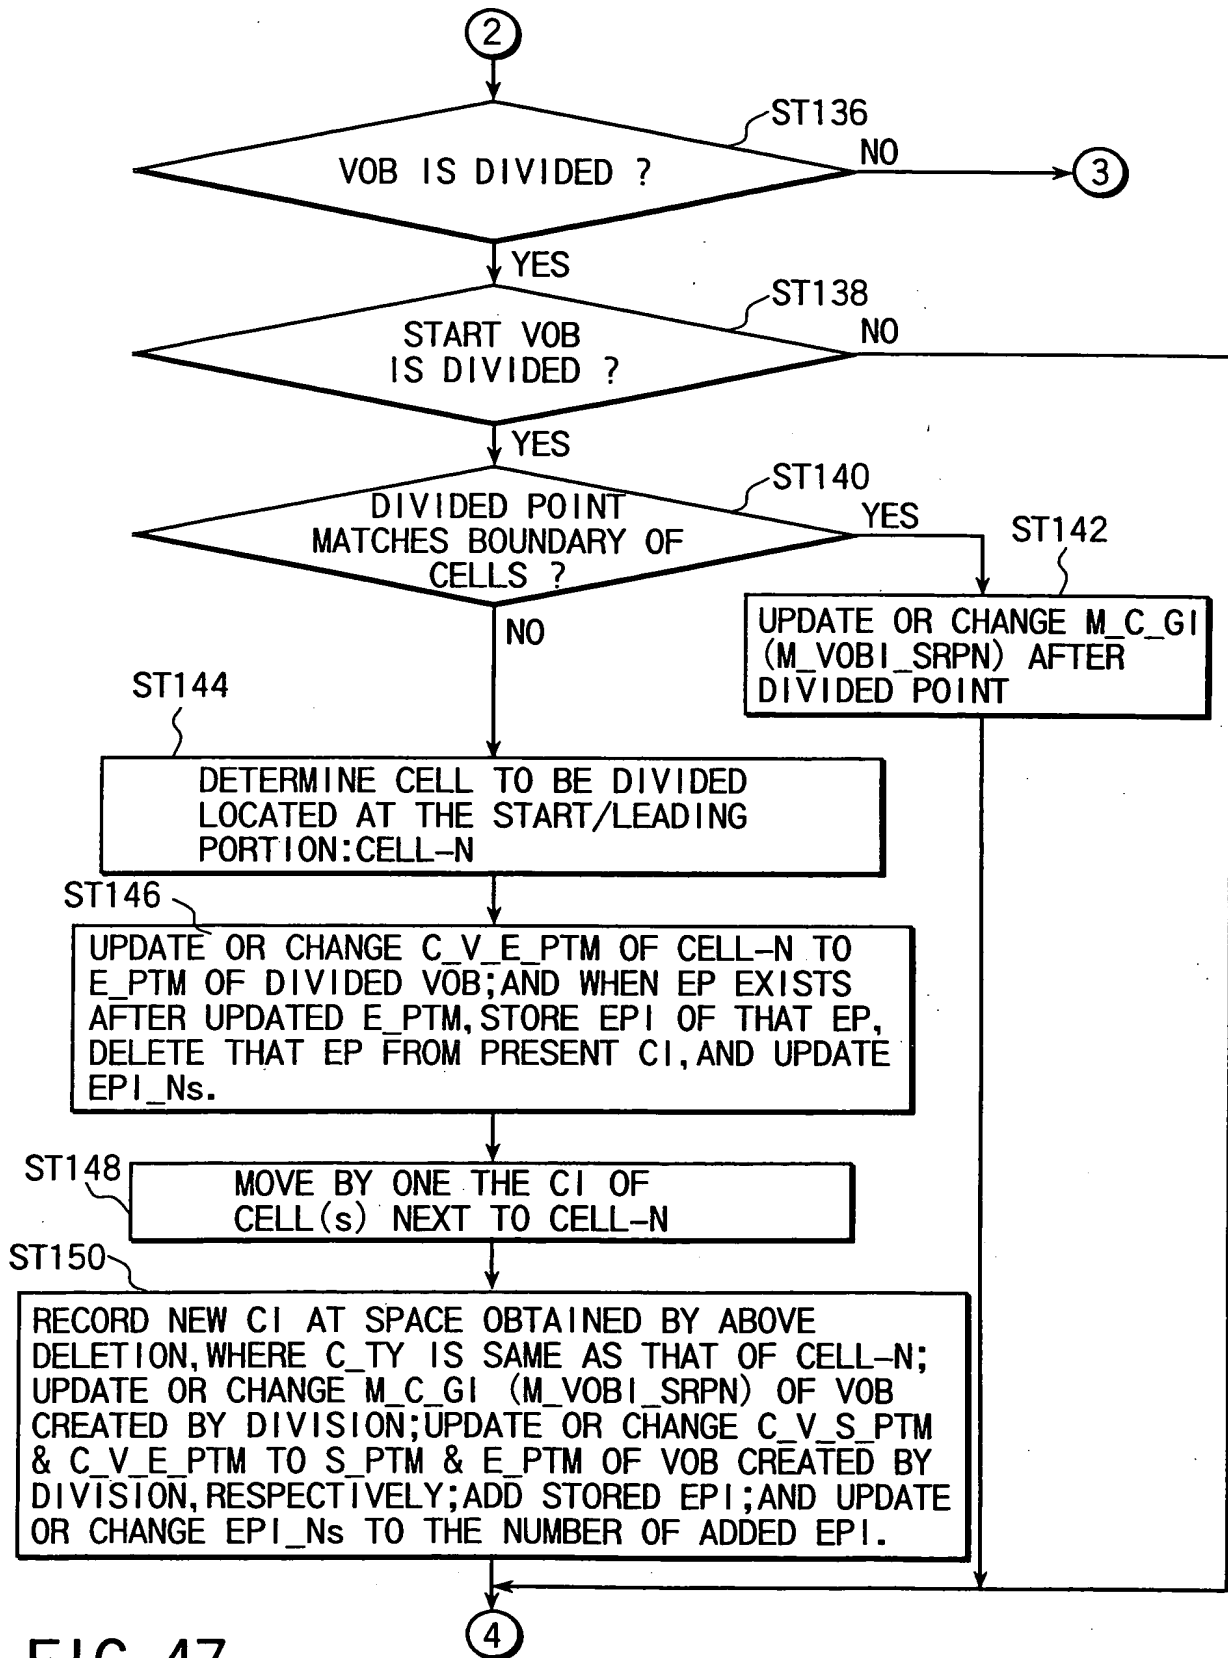 2
ST136
VOB IS DIVIDED ?
NO
3
YES
ST138
START VOB
IS DIVIDED ?
NO
YES
ST140
DIVIDED POINT
MATCHES BOUNDARY OF
CELLS ?
YES
ST142
NO
UPDATE OR CHANGE M_C_GI
(M_VOBI_SRPN) AFTER
DIVIDED POINT
ST144
DETERMINE CELL TO BE DIVIDED
LOCATED AT THE START/LEADING
PORTION:CELL-N
ST146
UPDATE OR CHANGE C_V_E_PTM OF CELL-N TO
E_PTM OF DIVIDED VOB;AND WHEN EP EXISTS
AFTER UPDATED E_PTM,STORE EPI OF THAT EP,
DELETE THAT EP FROM PRESENT CI,AND UPDATE
EPI_Ns.
ST148
MOVE BY ONE THE CI OF
CELL(s) NEXT TO CELL-N
ST150
RECORD NEW CI AT SPACE OBTAINED BY ABOVE
DELETION,WHERE C_TY IS SAME AS THAT OF CELL-N;
UPDATE OR CHANGE M_C_GI (M_VOBI_SRPN) OF VOB
CREATED BY DIVISION;UPDATE OR CHANGE C_V_S_PTM
& C_V_E_PTM TO S_PTM & E_PTM OF VOB CREATED BY
DIVISION,RESPECTIVELY;ADD STORED EPI;AND UPDATE
OR CHANGE EPI_Ns TO THE NUMBER OF ADDED EPI.
4
FIG. 47